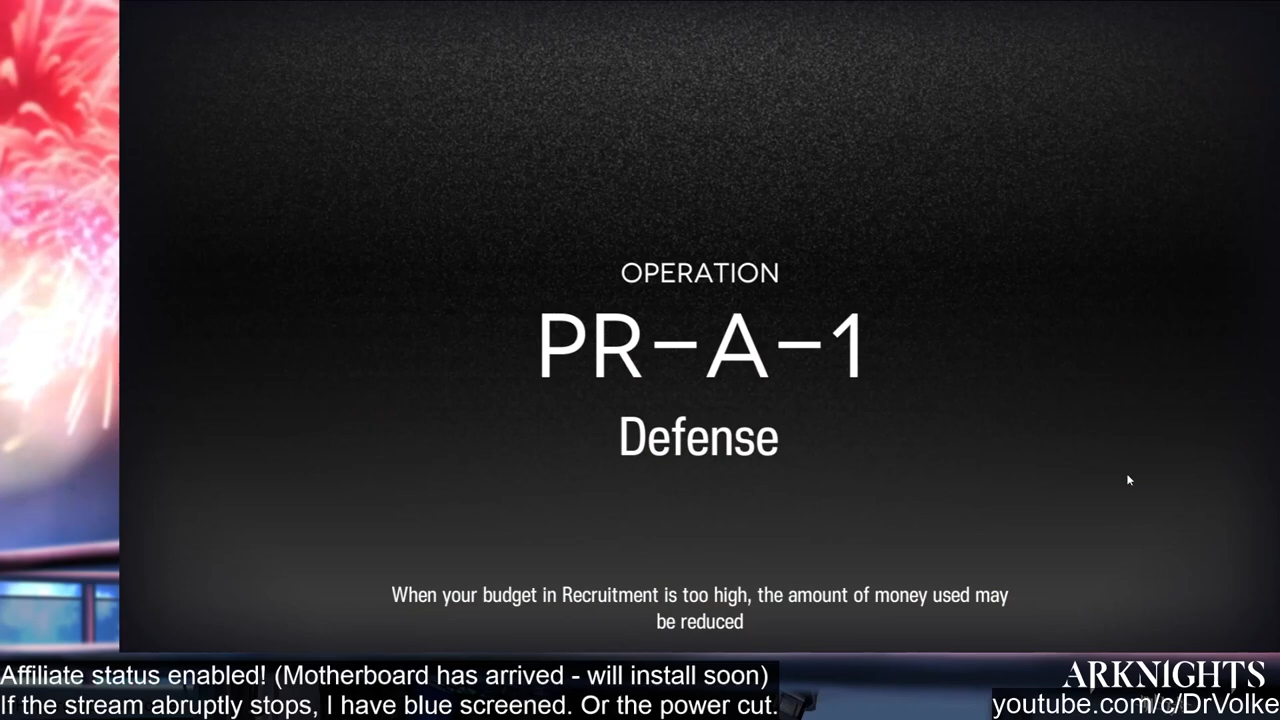 OPERATION
PR-A-1
Defense
When your budget in Recruitment is too high, the amount of money used may
be reduced
Affiliate status enabled! (Motherboard has arrived - will install soon)
If the stream abruptly stops, I have blue screened. Or the power cut.
ARKNIGHTS
youtube.com/c/DrVolke